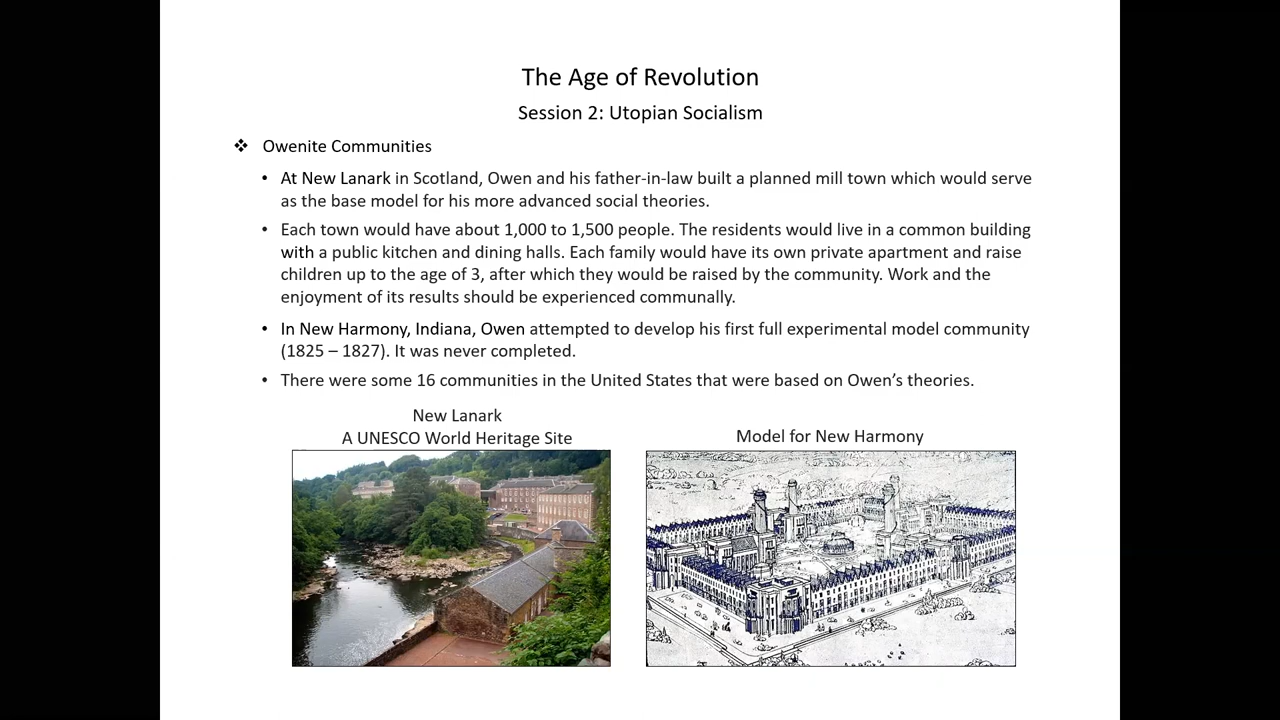 The Age of Revolution
Session 2: Utopian Socialism
❖ Owenite Communities
• At New Lanark in Scotland, Owen and his father-in-law built a planned mill town which would serve
as the base model for his more advanced social theories.
• Each town would have about 1,000 to 1,500 people. The residents would live in a common building
with a public kitchen and dining halls. Each family would have its own private apartment and raise
children up to the age of 3, after which they would be raised by the community. Work and the
enjoyment of its results should be experienced communally.
• In New Harmony, Indiana, Owen attempted to develop his first full experimental model community
(1825 – 1827). It was never completed.
• There were some 16 communities in the United States that were based on Owen’s theories.
New Lanark
A UNESCO World Heritage Site
Model for New Harmony